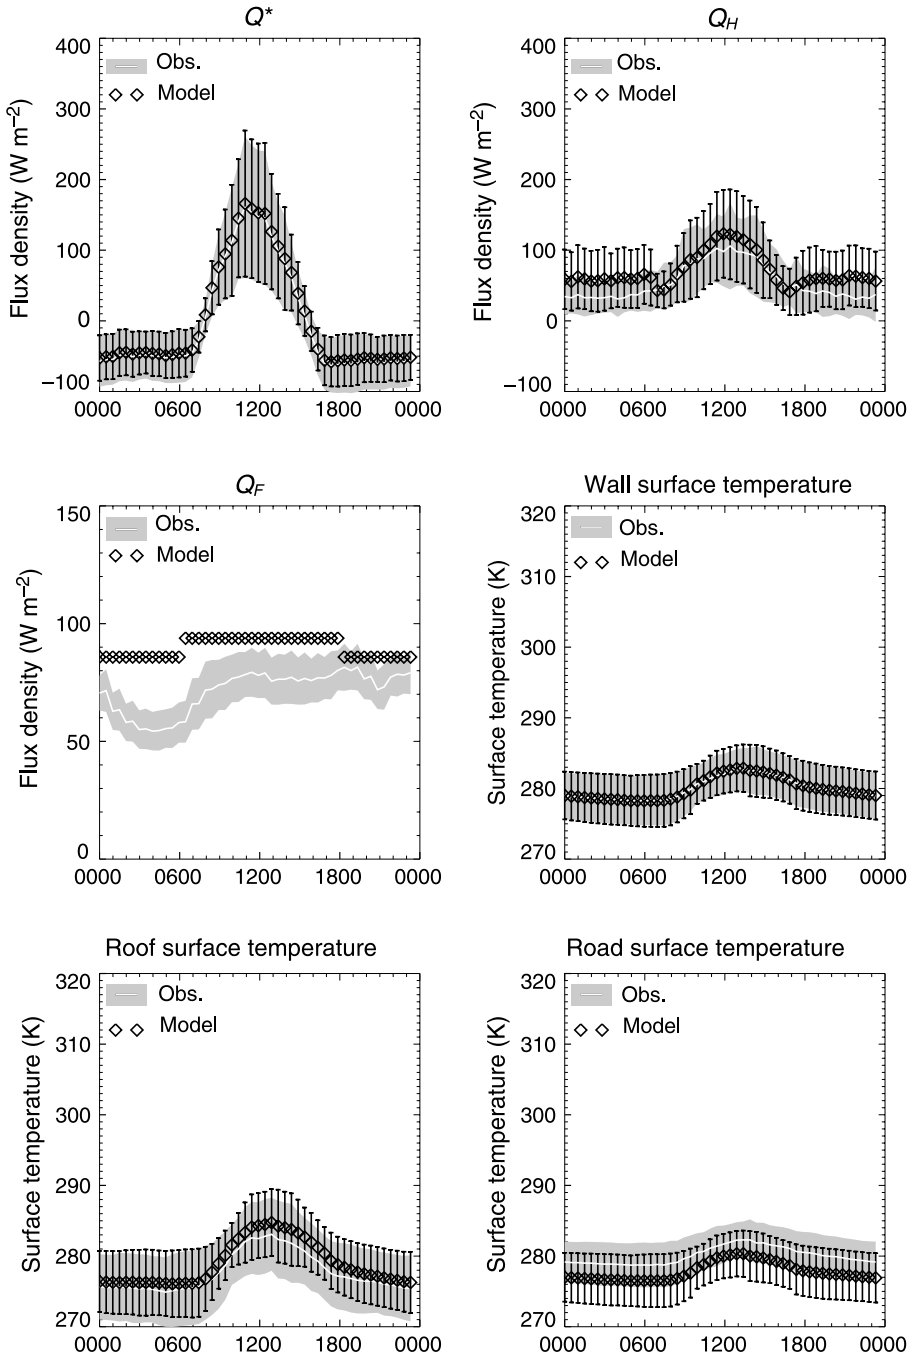 Q* Q_H
400 400
Obs. Obs.
Model Model
300 300
200 200
100 100
0 0
−100 −100
Flux density (W m−2) Flux density (W m−2)
0000 0600 1200 1800 0000 0000 0600 1200 1800 0000
Q_F Wall surface temperature
150 320
Obs. Obs.
Model Model
310
100 300
290
50 280
0 270
Flux density (W m−2) Surface temperature (K)
0000 0600 1200 1800 0000 0000 0600 1200 1800 0000
Roof surface temperature Road surface temperature
320 320
Obs. Obs.
Model Model
310 310
300 300
290 290
280 280
270 270
Surface temperature (K) Surface temperature (K)
0000 0600 1200 1800 0000 0000 0600 1200 1800 0000